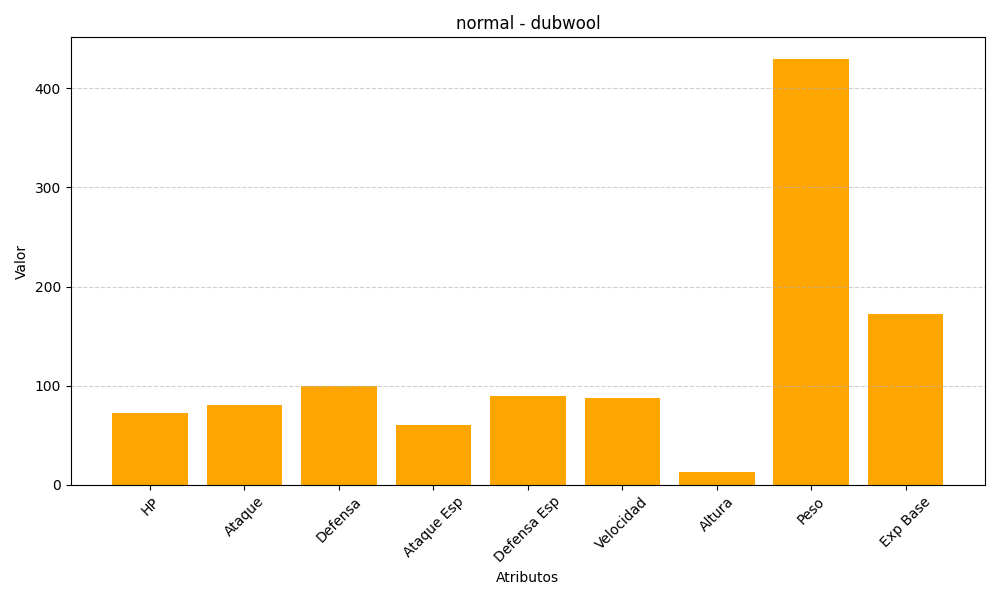 normal - dubwool
Valor
400
300
200
100
0
HP
Ataque
Defensa
Ataque Esp
Defensa Esp
Velocidad
Altura
Peso
Exp Base
Atributos